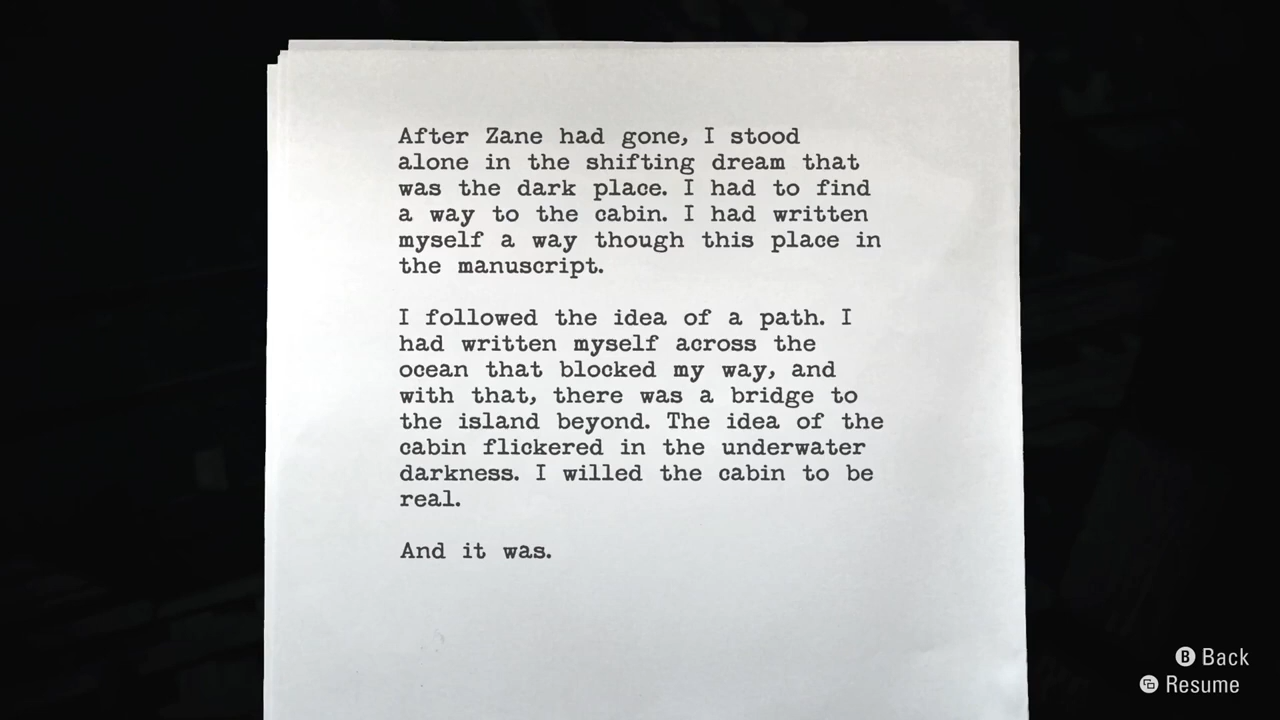 After Zane had gone, I stood
alone in the shifting dream that
was the dark place. I had to find
a way to the cabin. I had written
myself a way though this place in
the manuscript.
I followed the idea of a path. I
had written myself across the
ocean that blocked my way, and
with that, there was a bridge to
the island beyond. The idea of the
cabin flickered in the underwater
darkness. I willed the cabin to be
real.
And it was.
B Back
Resume